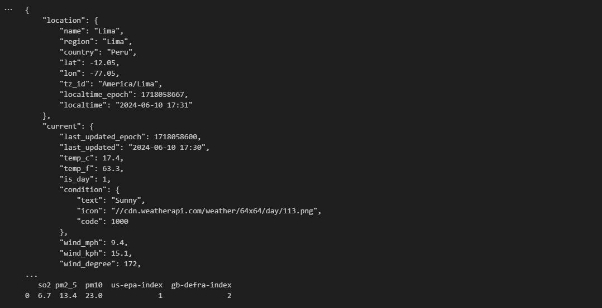 ... {
    "location": {
        "name": "Lima",
        "region": "Lima",
        "country": "Peru",
        "lat": -12.05,
        "lon": -77.05,
        "tz_id": "America/Lima",
        "localtime_epoch": 1718058667,
        "localtime": "2024-06-10 17:31"
    },
    "current": {
        "last_updated_epoch": 1718058600,
        "last_updated": "2024-06-10 17:30",
        "temp_c": 17.4,
        "temp_f": 63.3,
        "is_day": 1,
        "condition": {
            "text": "Sunny",
            "icon": "//cdn.weatherapi.com/weather/64x64/day/113.png",
            "code": 1000
        },
        "wind_mph": 9.4,
        "wind_kph": 15.1,
        "wind_degree": 172,
...
   so2 pm2_5  pm10  us-epa-index  gb-defra-index
0  6.7  13.4  23.0             1               2